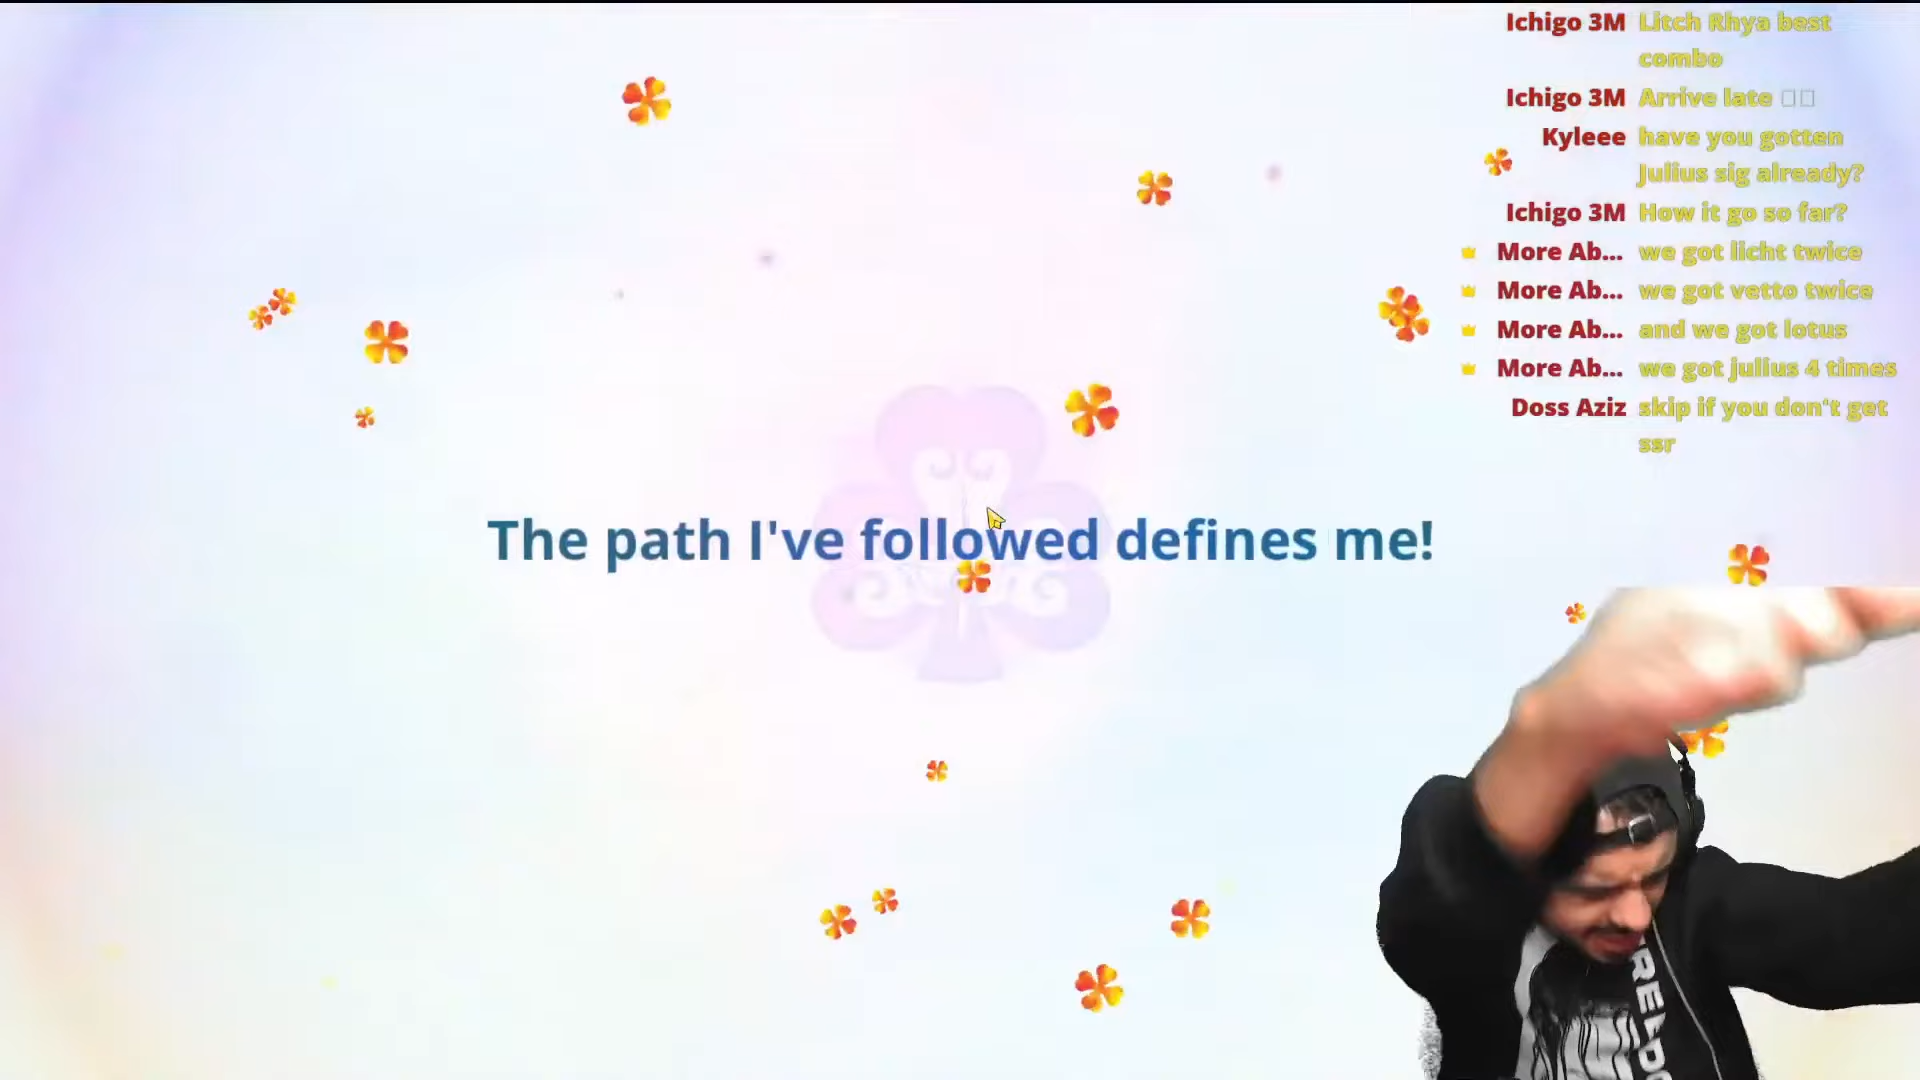 Ichigo 3M Litch Rhya best
combo
Ichigo 3M Arrive late
Kyleee have you gotten
Julius sig already?
Ichigo 3M How it go so far?
More Ab... we got licht twice
More Ab... we got vetto twice
More Ab... and we got lotus
More Ab... we got julius 4 times
Doss Aziz skip if you don't get
ssr
The path I've followed defines me!